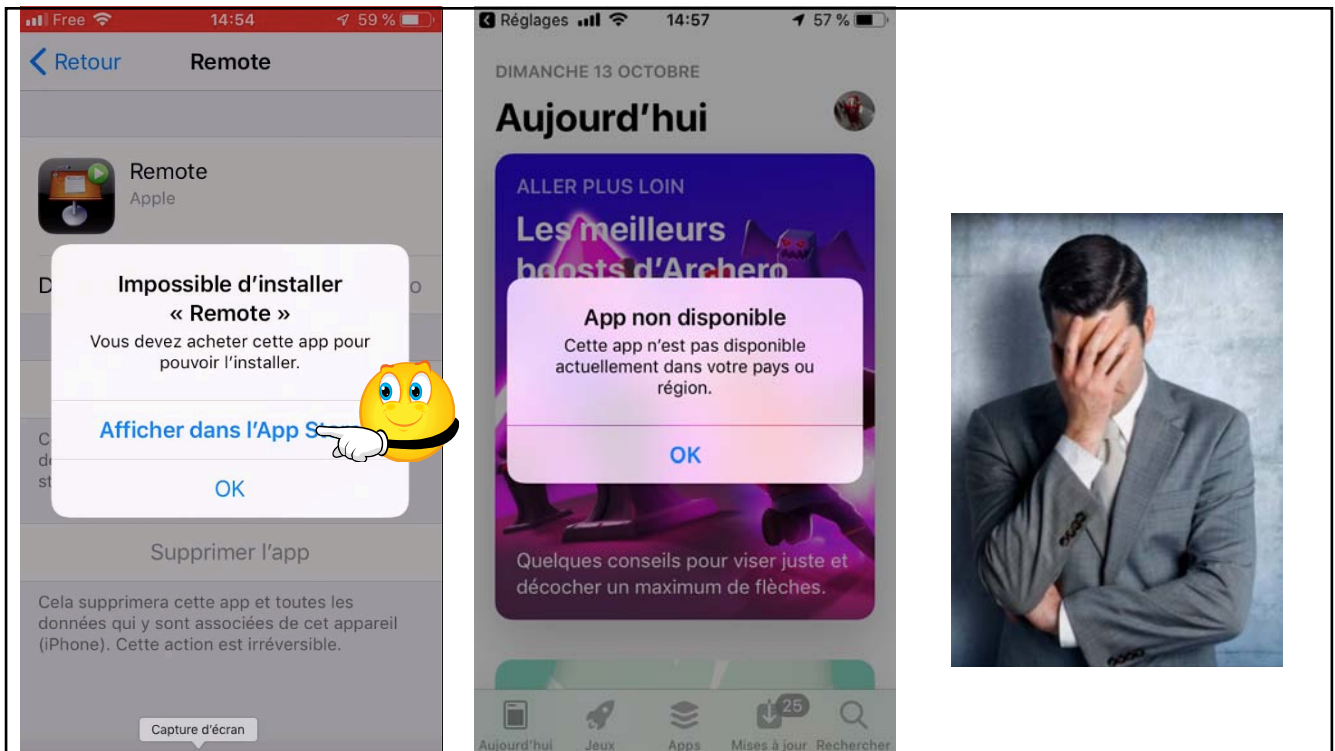 Free 14:54 59 %
Retour Remote
Remote
Apple
D o
Impossible d'installer
« Remote »
Vous devez acheter cette app pour
pouvoir l'installer.
Afficher dans l'App
OK
C
d
st
Supprimer l'app
Cela supprimera cette app et toutes les
données qui y sont associées de cet appareil
(iPhone). Cette action est irréversible.
Capture d'écran
Réglages 14:57 57 %
DIMANCHE 13 OCTOBRE
Aujourd'hui
ALLER PLUS LOIN
Les meilleurs
boosts d'Archero
App non disponible
Cette app n'est pas disponible
actuellement dans votre pays ou
région.
OK
Quelques conseils pour viser juste et
décocher un maximum de flèches.
25
Aujourd'hui Jeux Apps Mises à jour Rechercher